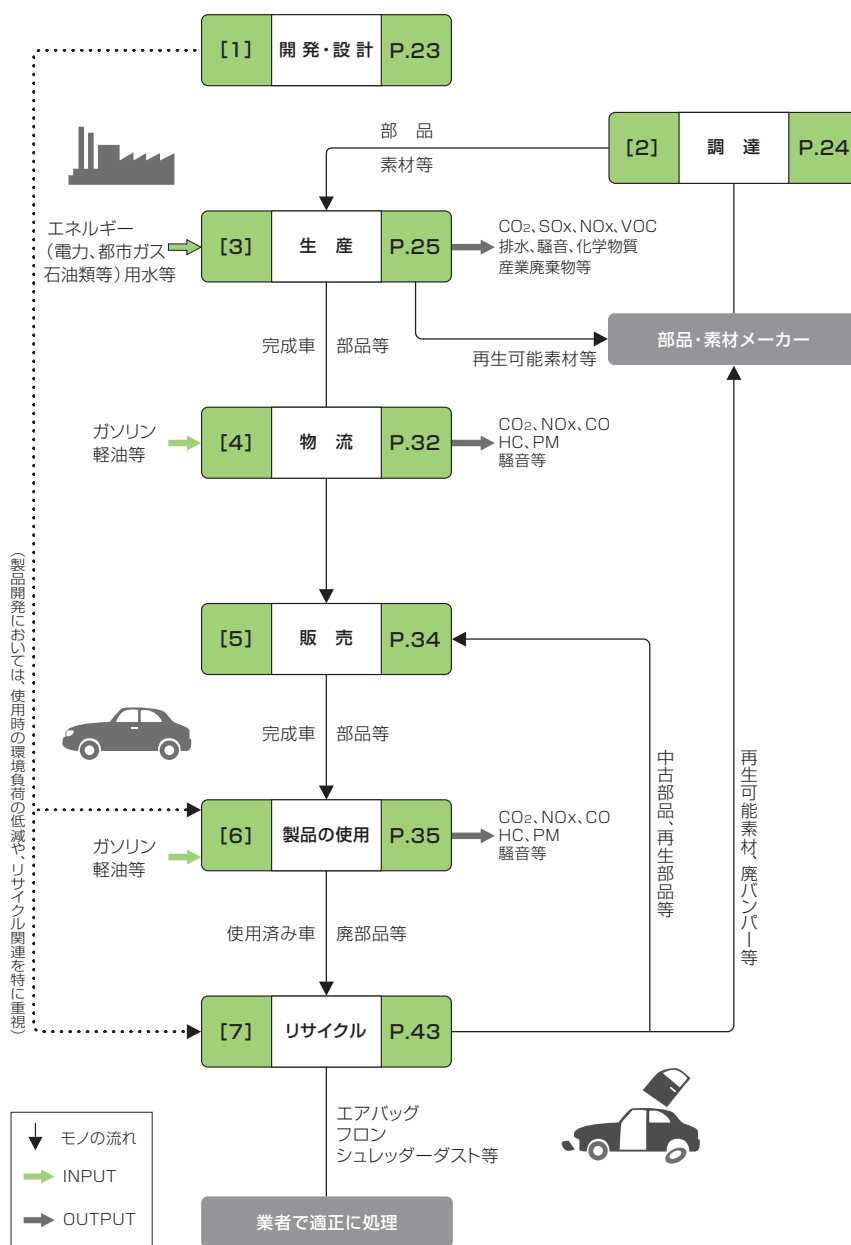 [1] 開発・設計 P.23
[2] 調達 P.24
部品
素材等
エネルギー
(電力、都市ガス
石油類等)用水等
[3] 生産 P.25
CO₂、SOx、NOx、VOC
排水、騒音、化学物質
産業廃棄物等
完成車 部品等
再生可能素材等
部品・素材メーカー
ガソリン
軽油等
[4] 物流 P.32
CO₂、NOx、CO
HC、PM
騒音等
(製品開発においては、使用時の環境負荷の低減や、リサイクル関連を特に重視)
[5] 販売 P.34
完成車 部品等
中古部品、再生部品等
再生可能素材、廃バンパー等
ガソリン
軽油等
[6] 製品の使用 P.35
CO₂、NOx、CO
HC、PM
騒音等
使用済み車 廃部品等
[7] リサイクル P.43
エアバッグ
フロン
シュレッダーダスト等
モノの流れ
INPUT
OUTPUT
業者で適正に処理